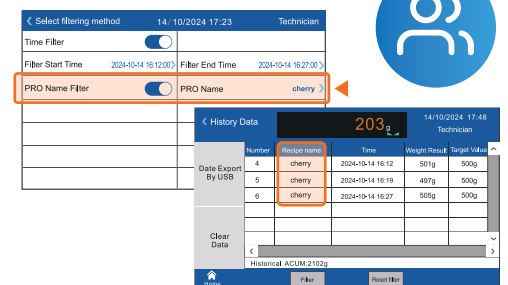 Select filtering method 14/10/2024 17:23 Technician
Time Filter
Filter Start Time 2024-10-14 16:12:00 Filter End Time 2024-10-14 16:27:00
PRO Name Filter PRO Name cherry
History Data 203g 14/10/2024 17:48
Technician
Number Recipe name Time Weight Result Target Value
4 cherry 2024-10-14 16:12 501g 500g
Date Export
By USB
5 cherry 2024-10-14 16:19 497g 500g
6 cherry 2024-10-14 16:27 505g 500g
Clear
Data
Historical ACUM:2102g
Home Filter Reset filter